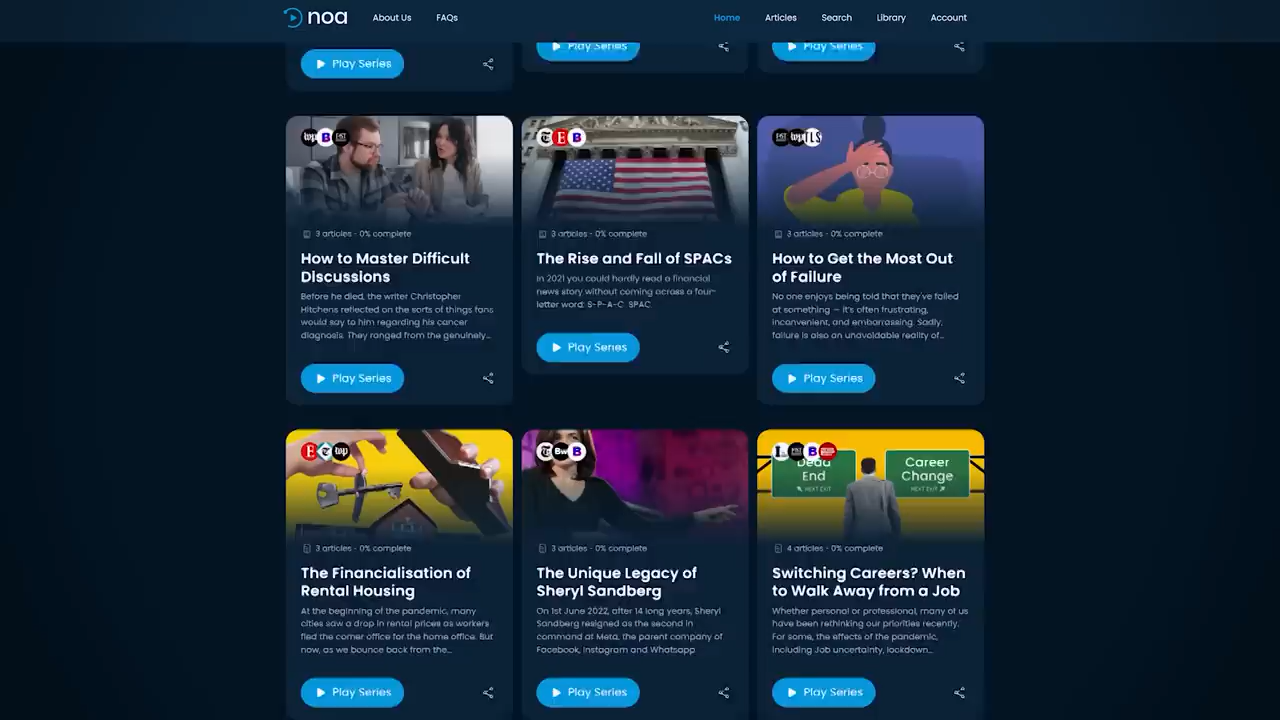 noa
About Us
FAQs
Home
Articles
Search
Library
Account
Play Series
Play Series
Play Series
3 articles - 0% complete
How to Master Difficult
Discussions
Before he died, the writer Christopher
Hitchens reflected on the sorts of things fans
would say to him regarding his cancer
diagnosis. They ranged from the genuinely...
Play Series
3 articles - 0% complete
The Rise and Fall of SPACs
In 2021 you could hardly read a financial
news story without coming across a four-
letter word: S-P-A-C SPAC
Play Series
3 articles - 0% complete
How to Get the Most Out
of Failure
No one enjoys being told that they've failed
at something — it's often frustrating,
inconvenient, and embarrassing. Sadly,
failure is also an unavoidable reality of...
Play Series
3 articles - 0% complete
The Financialisation of
Rental Housing
At the beginning of the pandemic, many
cities saw a drop in rental prices as workers
fled the corner office for the home office. But
now, as we bounce back from the...
Play Series
Bw
3 articles - 0% complete
The Unique Legacy of
Sheryl Sandberg
On 1st June 2022, after 14 long years, Sheryl
Sandberg resigned as the second in
command at Meta, the parent company of
Facebook, Instagram and Whatsapp
Play Series
Dead
End
NEXT EXIT
Career
Change
NEXT EXIT
4 articles - 0% complete
Switching Careers? When
to Walk Away from a Job
Whether personal or professional, many of us
have been rethinking our priorities recently.
For some, the effects of the pandemic,
including Job uncertainty, lockdown...
Play Series